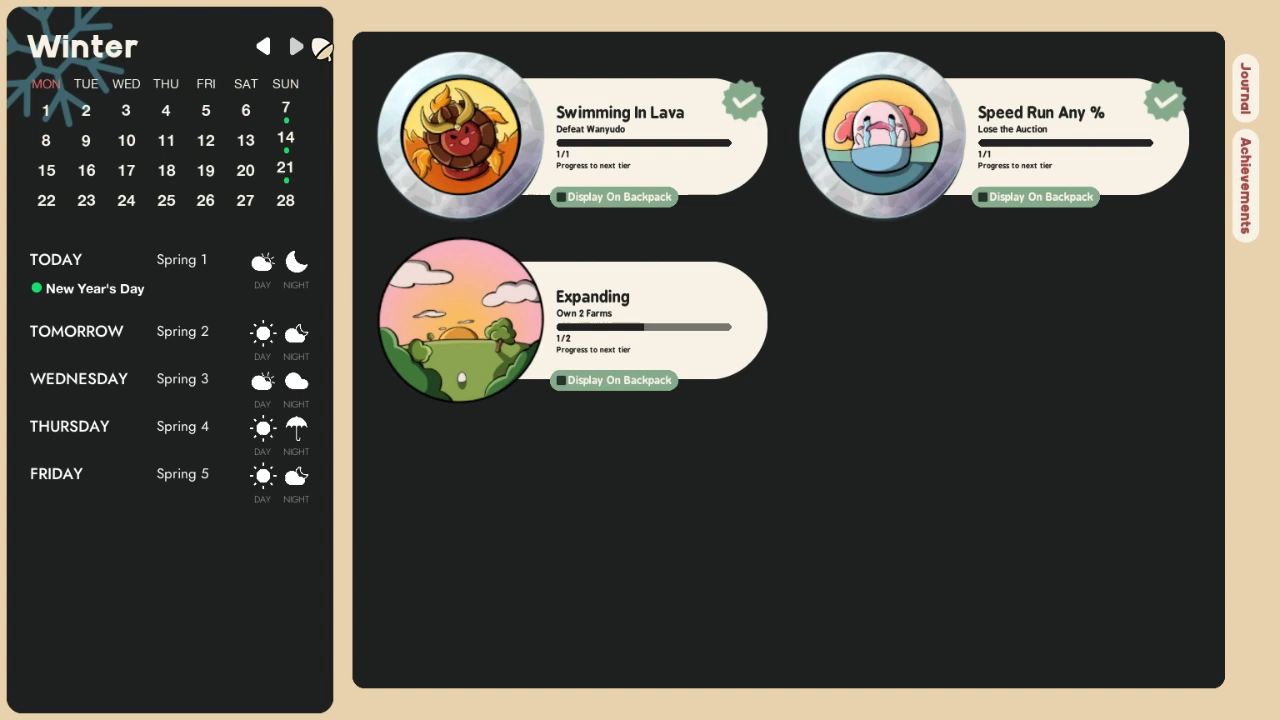 Winter
MON TUE WED THU FRI SAT SUN
1 2 3 4 5 6 7
8 9 10 11 12 13 14
15 16 17 18 19 20 21
22 23 24 25 26 27 28
TODAY Spring 1
DAY NIGHT
New Year's Day
TOMORROW Spring 2
DAY NIGHT
WEDNESDAY Spring 3
DAY NIGHT
THURSDAY Spring 4
DAY NIGHT
FRIDAY Spring 5
DAY NIGHT
Swimming In Lava
Defeat Wanyudo
1/1
Progress to next tier
Display On Backpack
Speed Run Any %
Lose the Auction
1/1
Progress to next tier
Display On Backpack
Expanding
Own 2 Farms
1/2
Progress to next tier
Display On Backpack
Journal
Achievements